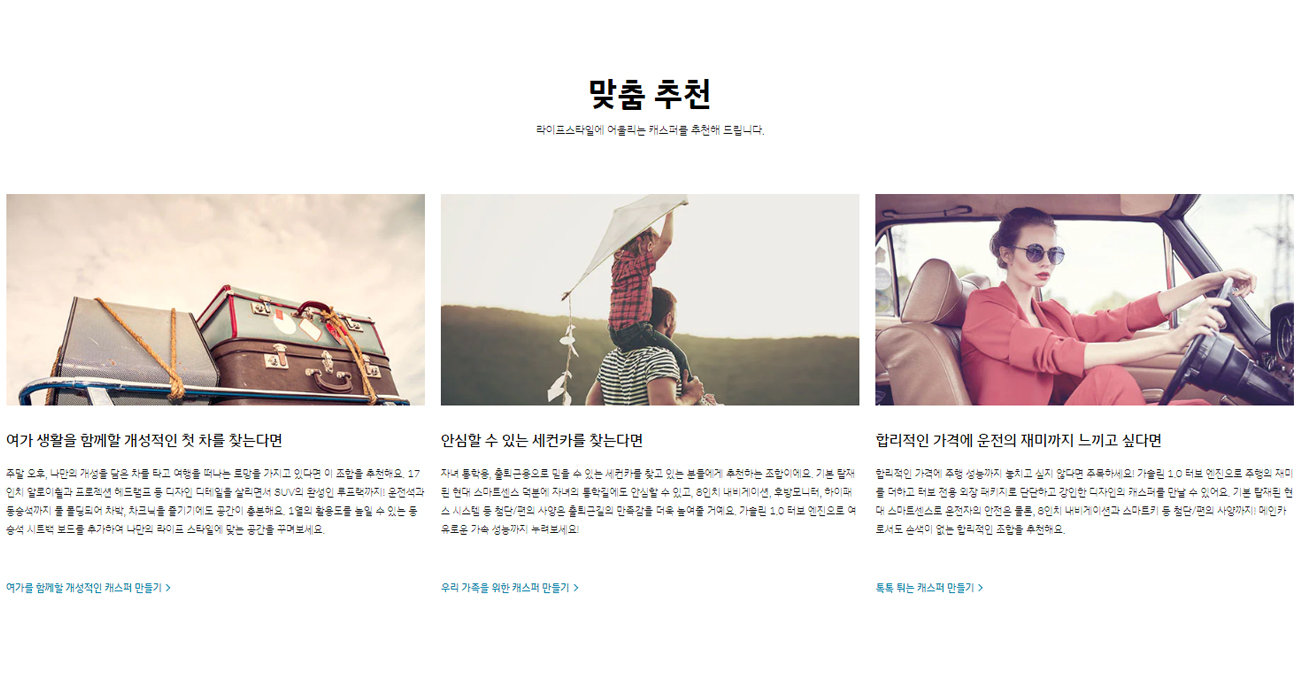 맞춤 추천
라이프스타일에 어울리는 캐스퍼를 추천해 드립니다.
여가 생활을 함께할 개성적인 첫 차를 찾는다면
주말 오후, 나만의 개성을 담은 차를 타고 여행을 떠나는 로망을 가지고 있다면 이 조합을 추천해요. 17
인치 알로이휠과 프로젝션 헤드램프 등 디자인 디테일을 살리면서 SUV의 완성인 루프랙까지! 운전석과
동승석까지 풀 폴딩되어 차박, 차크닉을 즐기기에도 공간이 충분해요. 1열의 활용도를 높일 수 있는 동
승석 시트백 보드를 추가하여 나만의 라이프 스타일에 맞는 공간을 꾸며보세요.
여가를 함께할 개성적인 캐스퍼 만들기 >
안심할 수 있는 세컨카를 찾는다면
자녀 통학용, 출퇴근용으로 믿을 수 있는 세컨카를 찾고 있는 분들에게 추천하는 조합이에요. 기본 탑재
된 현대 스마트센스 덕분에 자녀의 통학길에도 안심할 수 있고, 8인치 내비게이션, 후방모니터, 하이패
스 시스템 등 첨단/편의 사양은 출퇴근길의 만족감을 더욱 높여줄 거예요. 가솔린 1.0 터보 엔진으로 여
유로운 가속 성능까지 누려보세요!
우리 가족을 위한 캐스퍼 만들기 >
합리적인 가격에 운전의 재미까지 느끼고 싶다면
합리적인 가격에 주행 성능까지 놓치고 싶지 않다면 주목하세요! 가솔린 1.0 터보 엔진으로 주행의 재미
를 더하고 터보 전용 외장 패키지로 단단하고 강인한 디자인의 캐스퍼를 만날 수 있어요. 기본 탑재된 현
대 스마트센스로 운전자의 안전은 물론, 8인치 내비게이션과 스마트키 등 첨단/편의 사양까지! 메인카
로서도 손색이 없는 합리적인 조합을 추천해요.
톡톡 튀는 캐스퍼 만들기 >